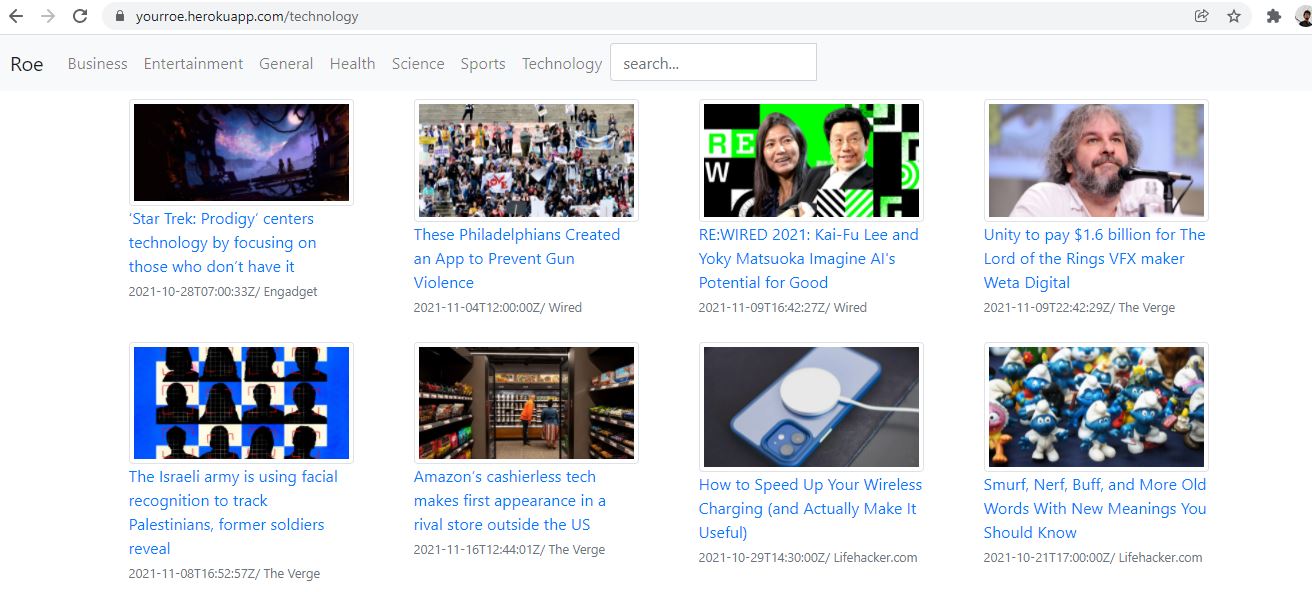 yourroe.herokuapp.com/technology
Roe Business Entertainment General Health Science Sports Technology search...
RE
W
LOVE
‘Star Trek: Prodigy’ centers
technology by focusing on
those who don’t have it
2021-10-28T07:00:33Z/ Engadget
These Philadelphians Created
an App to Prevent Gun
Violence
2021-11-04T12:00:00Z/ Wired
RE:WIRED 2021: Kai-Fu Lee and
Yoky Matsuoka Imagine AI's
Potential for Good
2021-11-09T16:42:27Z/ Wired
Unity to pay $1.6 billion for The
Lord of the Rings VFX maker
Weta Digital
2021-11-09T22:42:29Z/ The Verge
The Israeli army is using facial
recognition to track
Palestinians, former soldiers
reveal
2021-11-08T16:52:57Z/ The Verge
Amazon’s cashierless tech
makes first appearance in a
rival store outside the US
2021-11-16T12:44:01Z/ The Verge
How to Speed Up Your Wireless
Charging (and Actually Make It
Useful)
2021-10-29T14:30:00Z/ Lifehacker.com
Smurf, Nerf, Buff, and More Old
Words With New Meanings You
Should Know
2021-10-21T17:00:00Z/ Lifehacker.com